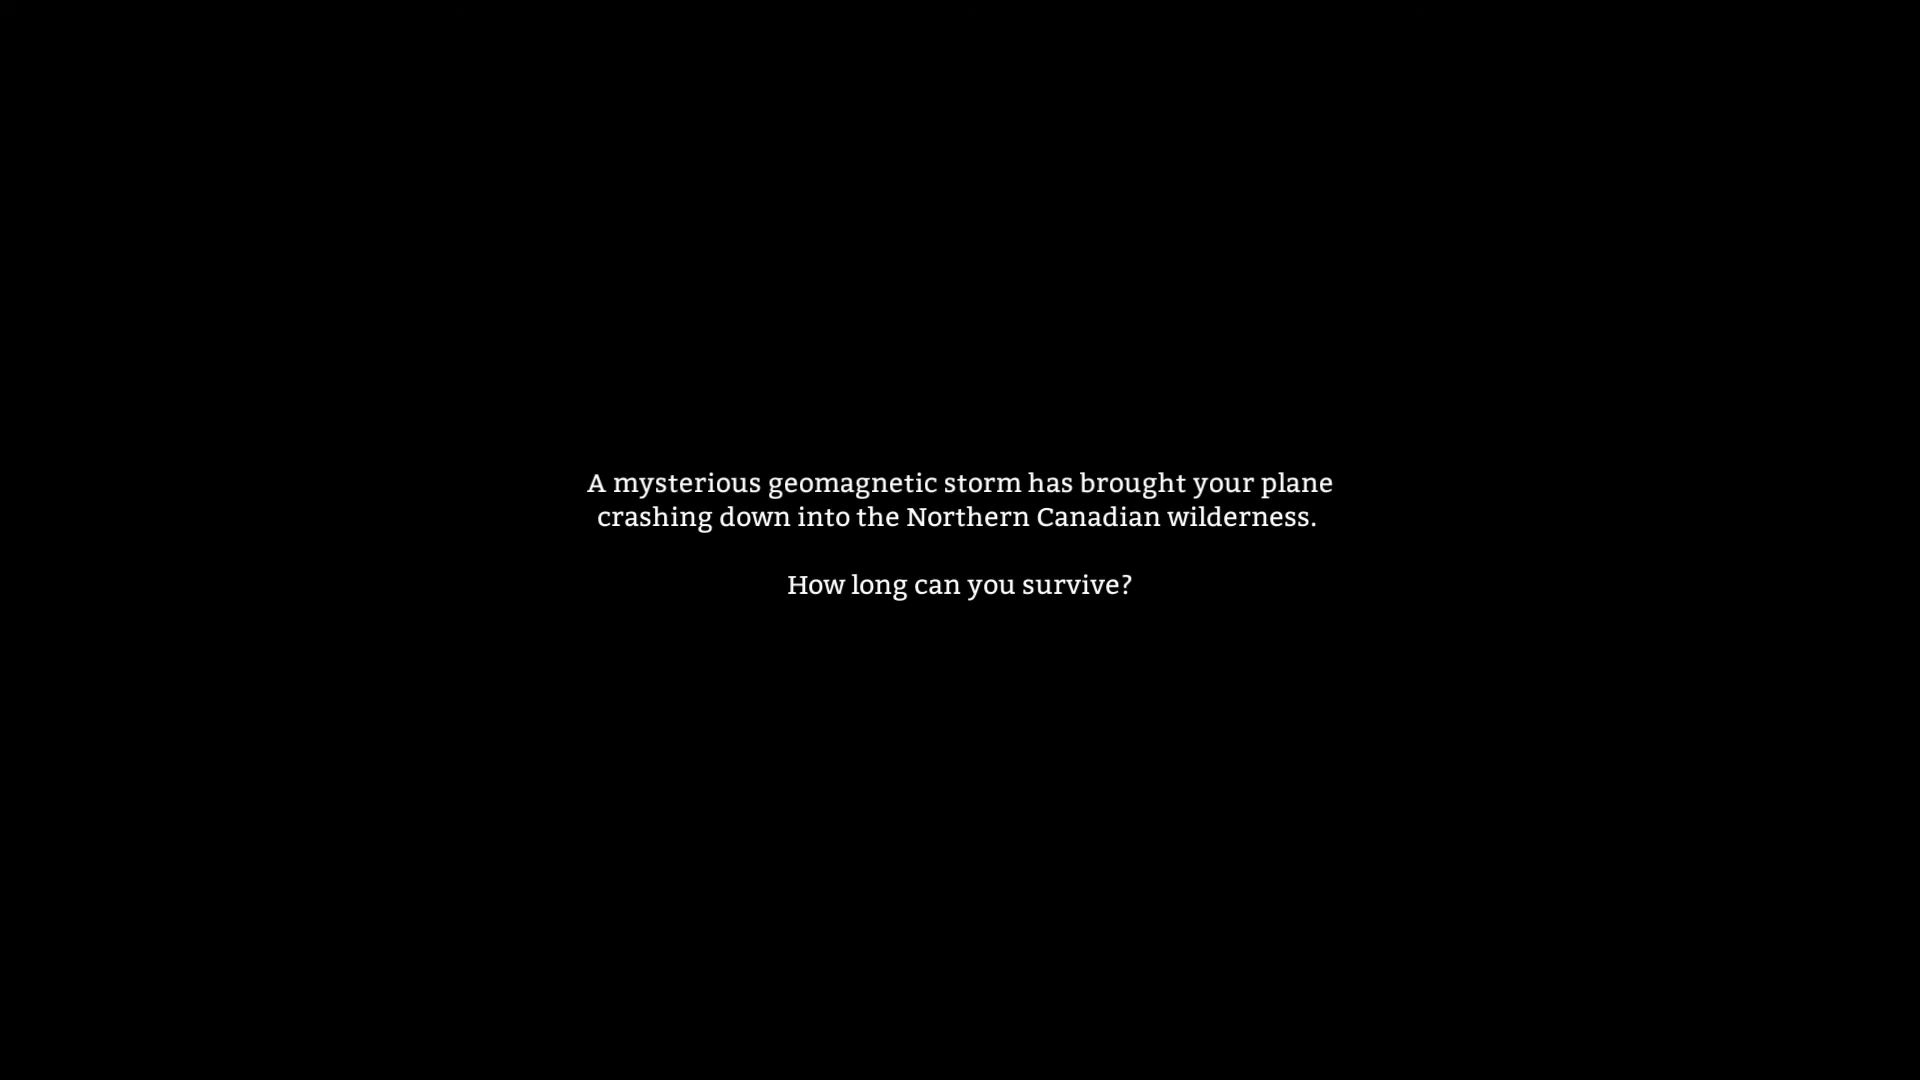 A mysterious geomagnetic storm has brought your plane
crashing down into the Northern Canadian wilderness.
How long can you survive?